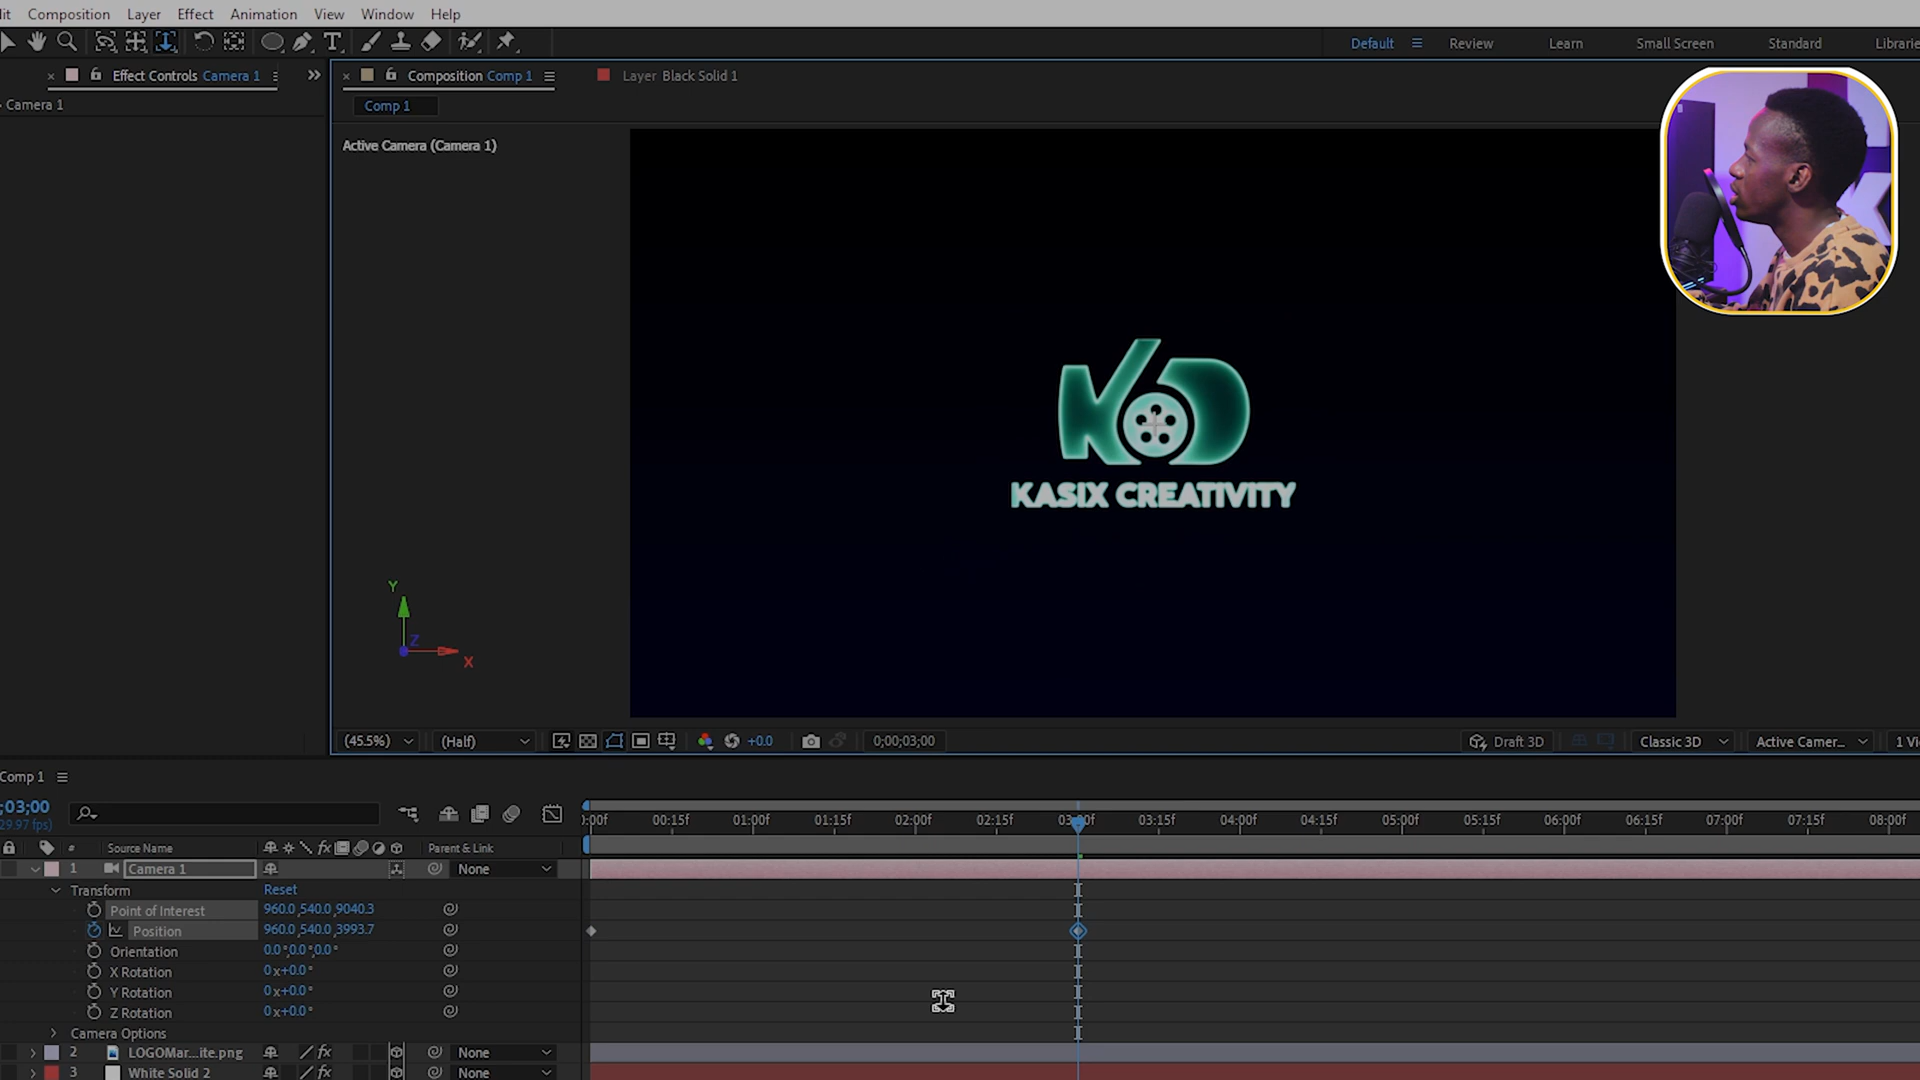 it Composition Layer Effect Animation View Window Help
Default Review Learn Small Screen Standard Librarie
Effect Controls Camera 1
Composition Comp 1
Layer Black Solid 1
Camera 1
Comp 1
Active Camera (Camera 1)
KD
KASIX CREATIVITY
Y
Z
X
(45.5%) (Half) +0.0 0;00;03;00 Draft 3D Classic 3D Active Camer... 1 Vi
Comp 1
;03;00
29.97 fps)
:00f 00:15f 01:00f 01:15f 02:00f 02:15f 03:00f 03:15f 04:00f 04:15f 05:00f 05:15f 06:00f 06:15f 07:00f 07:15f 08:00f
# Source Name fx Parent & Link
1 Camera 1 None
Transform Reset
Point of Interest 960.0,540.0,9040.3
Position 960.0,540.0,3993.7
Orientation 0.0°,0.0°,0.0°
X Rotation 0x+0.0°
Y Rotation 0x+0.0°
Z Rotation 0x+0.0°
Camera Options
2 LOGOMar...ite.png fx None
3 White Solid 2 fx None